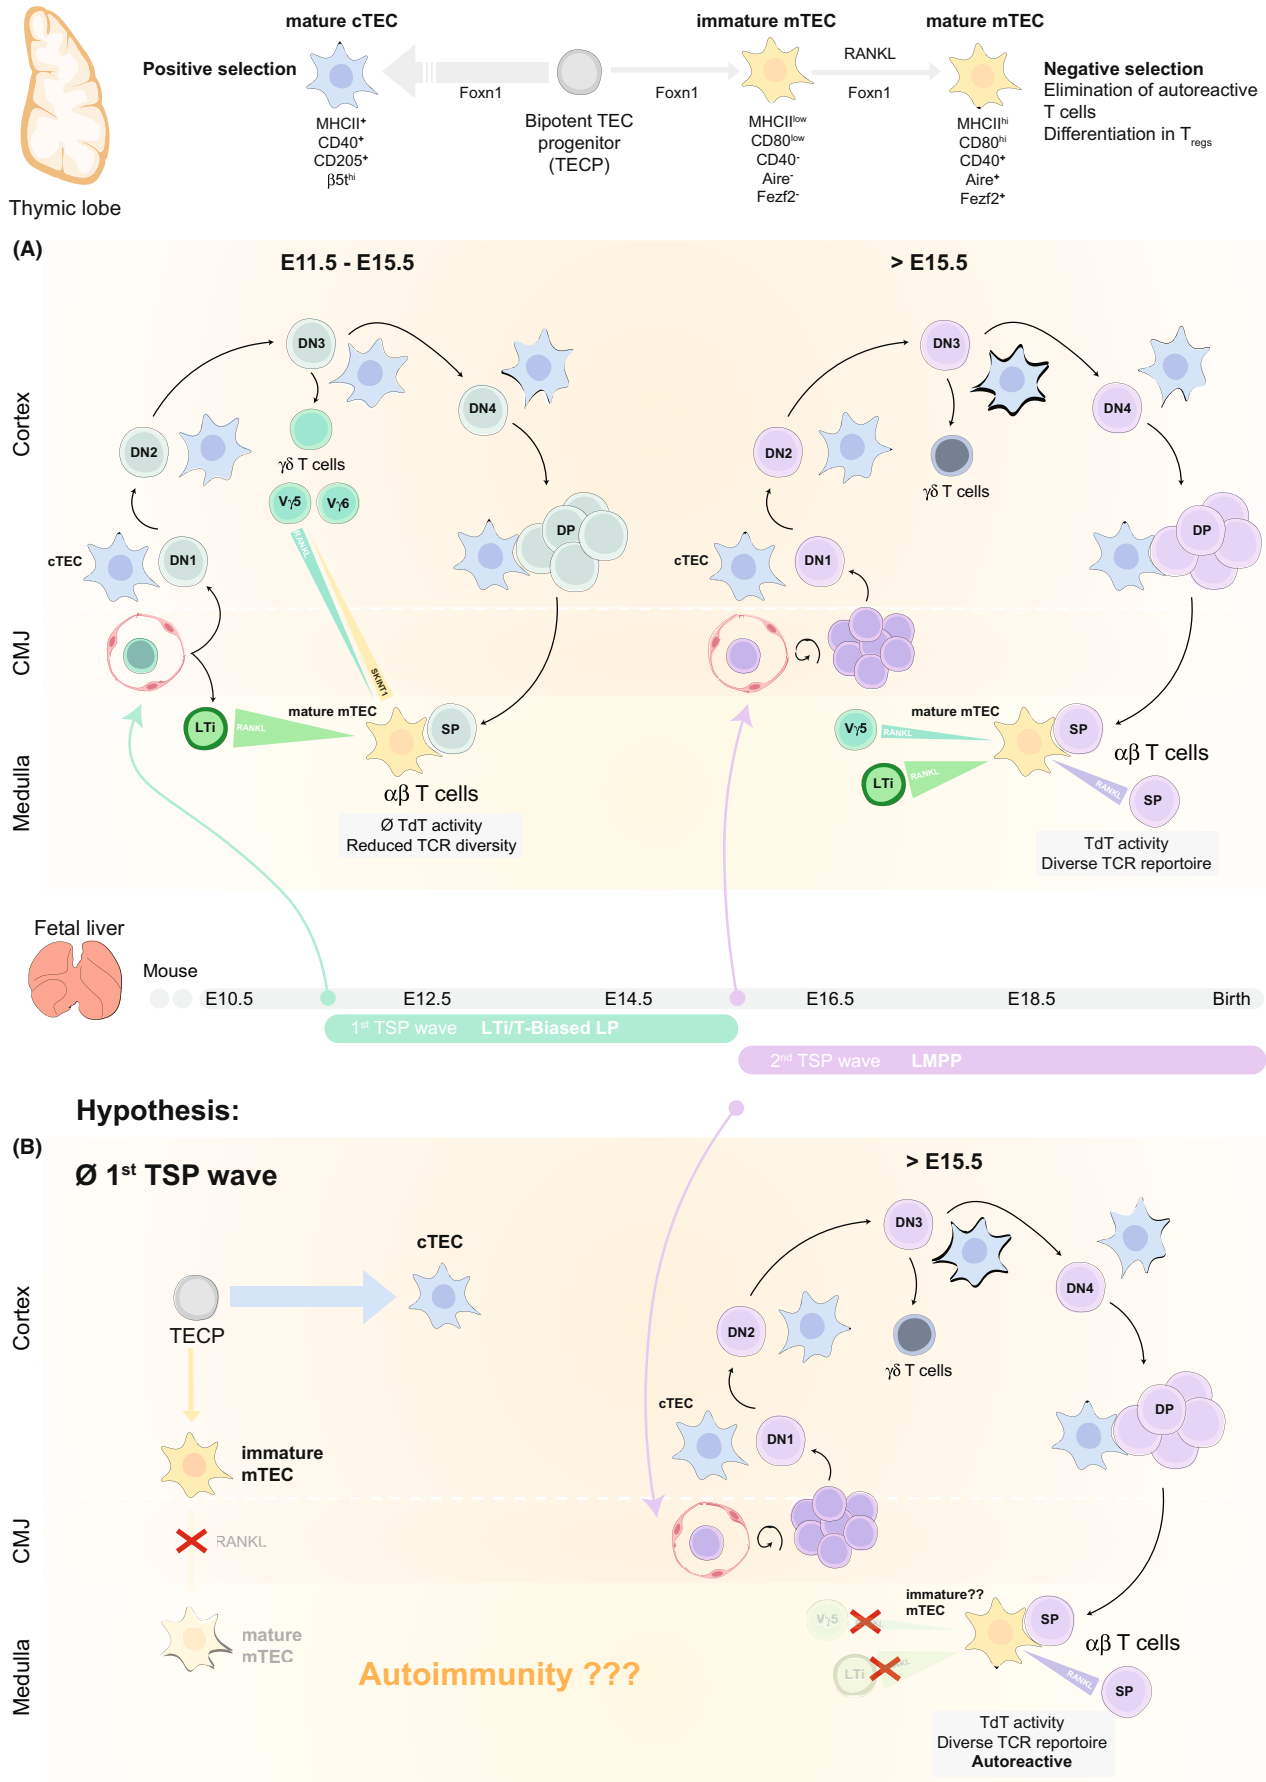 mature cTEC
immature mTEC
mature mTEC
Positive selection
Foxn1
Foxn1
RANKL
Foxn1
Negative selection
Elimination of autoreactive
T cells
Differentiation in Tregs
MHCII+
CD40+
CD205+
β5thi
Bipotent TEC
progenitor
(TECP)
MHCIIlow
CD80low
CD40-
Aire-
Fezf2-
MHCIIhi
CD80hi
CD40+
Aire+
Fezf2+
Thymic lobe
(A)
E11.5 - E15.5
> E15.5
Cortex
CMJ
Medulla
DN3
DN4
DN2
γδ T cells
Vγ5
Vγ6
RANKL
DP
cTEC
DN1
SKINT1
LTi
RANKL
mature mTEC
SP
αβ T cells
Ø TdT activity
Reduced TCR diversity
DN3
DN4
DN2
γδ T cells
DP
cTEC
DN1
Vγ5
RANKL
mature mTEC
SP
αβ T cells
LTi
RANKL
RANKL
SP
TdT activity
Diverse TCR reportoire
Fetal liver
Mouse
E10.5
E12.5
E14.5
E16.5
E18.5
Birth
1st TSP wave LTi/T-Biased LP
2nd TSP wave LMPP
Hypothesis:
(B)
Ø 1st TSP wave
> E15.5
Cortex
CMJ
Medulla
cTEC
TECP
immature
mTEC
RANKL
mature
mTEC
Autoimmunity ???
DN3
DN4
DN2
γδ T cells
cTEC
DN1
DP
Vγ5
immature??
mTEC
SP
αβ T cells
LTi
RANKL
SP
TdT activity
Diverse TCR reportoire
Autoreactive